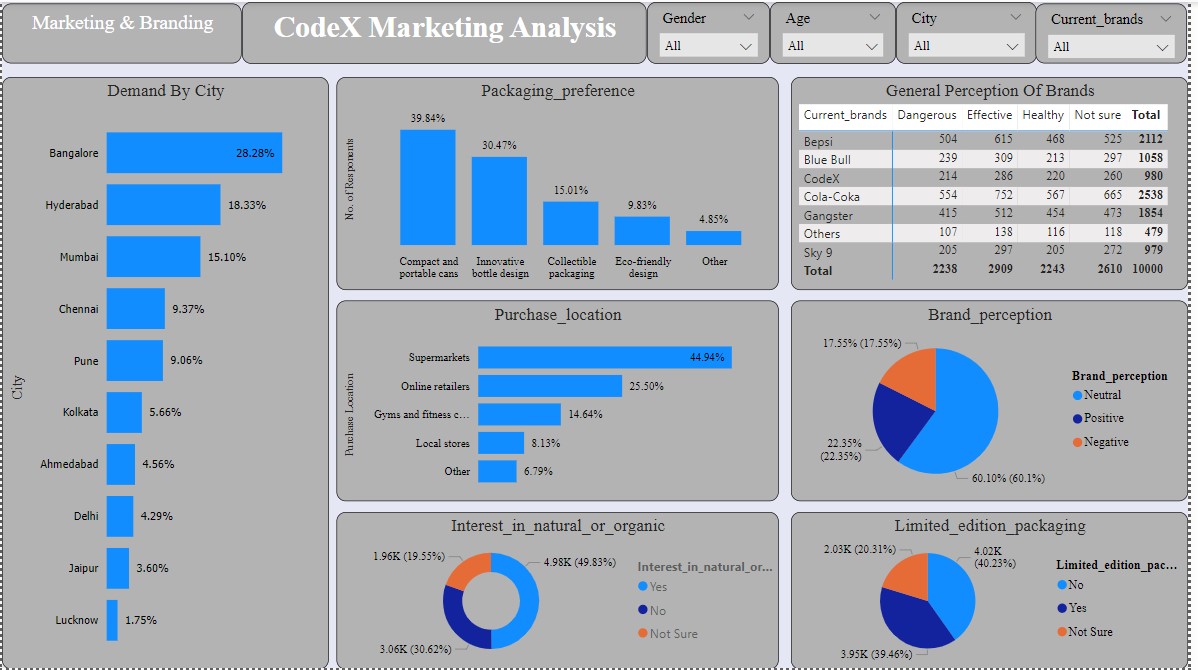 Marketing & Branding
CodeX Marketing Analysis
Gender
All
Age
All
City
All
Current_brands
All
Demand By City
City
Bangalore 28.28%
Hyderabad 18.33%
Mumbai 15.10%
Chennai 9.37%
Pune 9.06%
Kolkata 5.66%
Ahmedabad 4.56%
Delhi 4.29%
Jaipur 3.60%
Lucknow 1.75%
Packaging_preference
No. of Responents
39.84%
30.47%
15.01%
9.83%
4.85%
Compact and
portable cans
Innovative
bottle design
Collectible
packaging
Eco-friendly
design
Other
General Perception Of Brands
Current_brands Dangerous Effective Healthy Not sure Total
Bepsi 504 615 468 525 2112
Blue Bull 239 309 213 297 1058
CodeX 214 286 220 260 980
Cola-Coka 554 752 567 665 2538
Gangster 415 512 454 473 1854
Others 107 138 116 118 479
Sky 9 205 297 205 272 979
Total 2238 2909 2243 2610 10000
Purchase_location
Purchase Location
Supermarkets 44.94%
Online retailers 25.50%
Gyms and fitness c... 14.64%
Local stores 8.13%
Other 6.79%
Brand_perception
17.55% (17.55%)
22.35%
(22.35%)
60.10% (60.1%)
Brand_perception
Neutral
Positive
Negative
Interest_in_natural_or_organic
1.96K (19.55%)
4.98K (49.83%)
3.06K (30.62%)
Interest_in_natural_or...
Yes
No
Not Sure
Limited_edition_packaging
2.03K (20.31%)
4.02K
(40.23%)
3.95K (39.46%)
Limited_edition_pac...
No
Yes
Not Sure